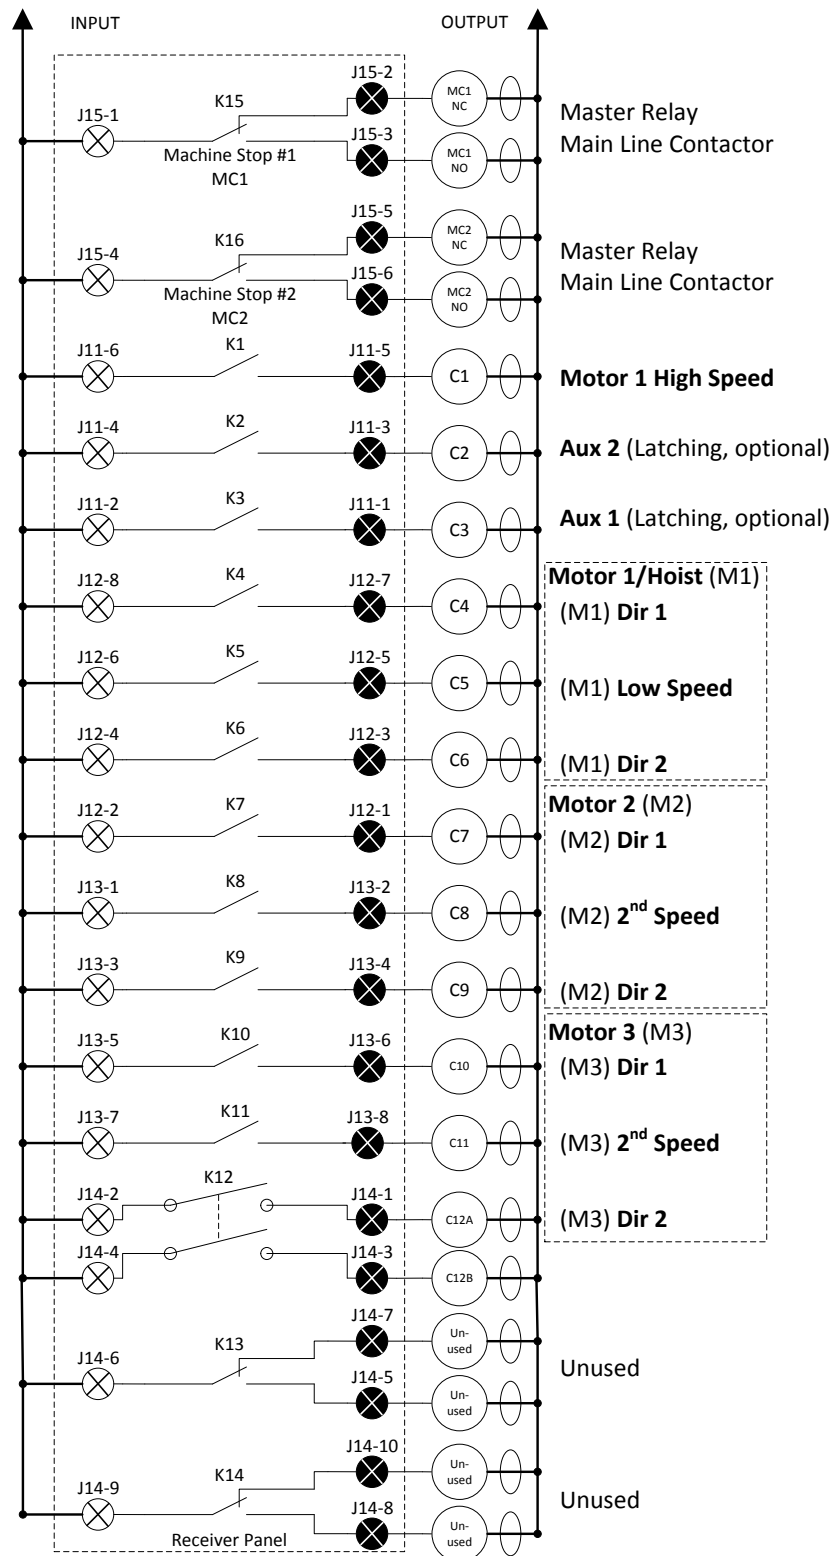 INPUT
OUTPUT
J15-2
K15
J15-1
MC1
NC
Master Relay
Main Line Contactor
J15-3
Machine Stop #1
MC1
MC1
NO
J15-5
K16
J15-4
MC2
NC
Master Relay
Main Line Contactor
J15-6
Machine Stop #2
MC2
MC2
NO
J11-6
K1
J11-5
C1
Motor 1 High Speed
J11-4
K2
J11-3
C2
Aux 2 (Latching, optional)
J11-2
K3
J11-1
C3
Aux 1 (Latching, optional)
Motor 1/Hoist (M1)
J12-8
K4
J12-7
C4
(M1) Dir 1
J12-6
K5
J12-5
C5
(M1) Low Speed
J12-4
K6
J12-3
C6
(M1) Dir 2
Motor 2 (M2)
J12-2
K7
J12-1
C7
(M2) Dir 1
J13-1
K8
J13-2
C8
(M2) 2nd Speed
J13-3
K9
J13-4
C9
(M2) Dir 2
Motor 3 (M3)
J13-5
K10
J13-6
C10
(M3) Dir 1
J13-7
K11
J13-8
C11
(M3) 2nd Speed
K12
J14-2
J14-1
C12A
(M3) Dir 2
J14-4
J14-3
C12B
J14-7
K13
J14-6
Un-
used
Unused
J14-5
Un-
used
J14-10
K14
J14-9
Un-
used
Unused
J14-8
Un-
used
Receiver Panel